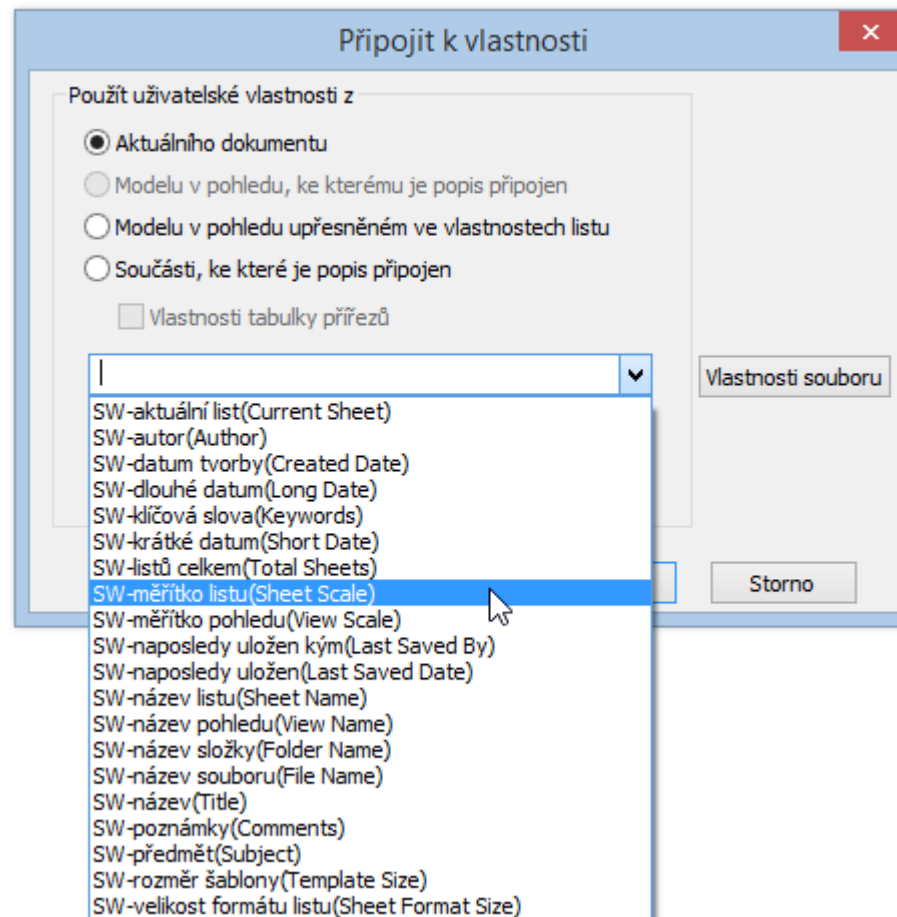 Připojit k vlastnosti
Použít uživatelské vlastnosti z
Aktuálního dokumentu
Modelu v pohledu, ke kterému je popis připojen
Modelu v pohledu upřesněném ve vlastnostech listu
Součásti, ke které je popis připojen
Vlastnosti tabulky přířezů
Vlastnosti souboru
SW-aktuální list(Current Sheet)
SW-autor(Author)
SW-datum tvorby(Created Date)
SW-dlouhé datum(Long Date)
SW-klíčová slova(Keywords)
SW-krátké datum(Short Date)
SW-listů celkem(Total Sheets)
SW-měřítko listu(Sheet Scale)
Storno
SW-měřítko pohledu(View Scale)
SW-naposledy uložen kým(Last Saved By)
SW-naposledy uložen(Last Saved Date)
SW-název listu(Sheet Name)
SW-název pohledu(View Name)
SW-název složky(Folder Name)
SW-název souboru(File Name)
SW-název(Title)
SW-poznámky(Comments)
SW-předmět(Subject)
SW-rozměr šablony(Template Size)
SW-velikost formátu listu(Sheet Format Size)